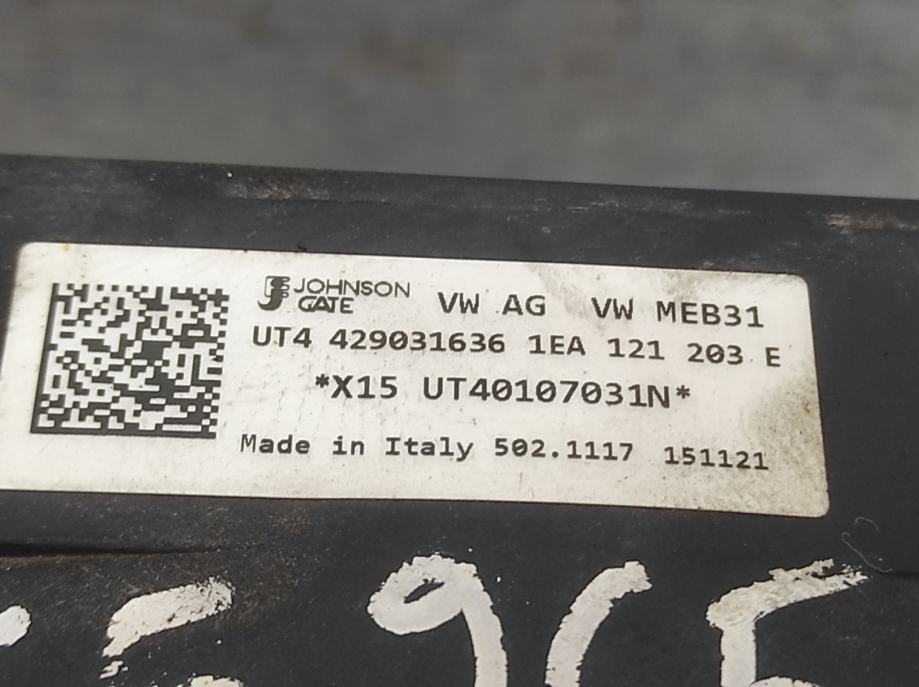 JOHNSON GATE VW AG VW MEB31
UT4 429031636 1EA 121 203 E
*X15 UT40107031N*
Made in Italy 502.1117 151121